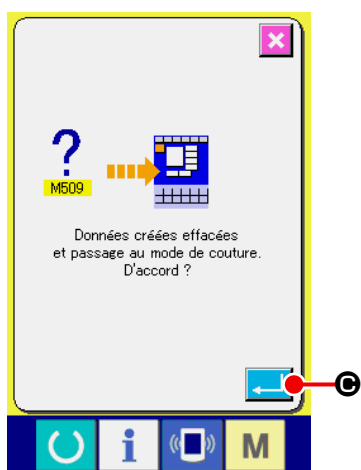 ?
M509
Données créées effacées
et passage au mode de couture.
D'accord ?
C
i
M